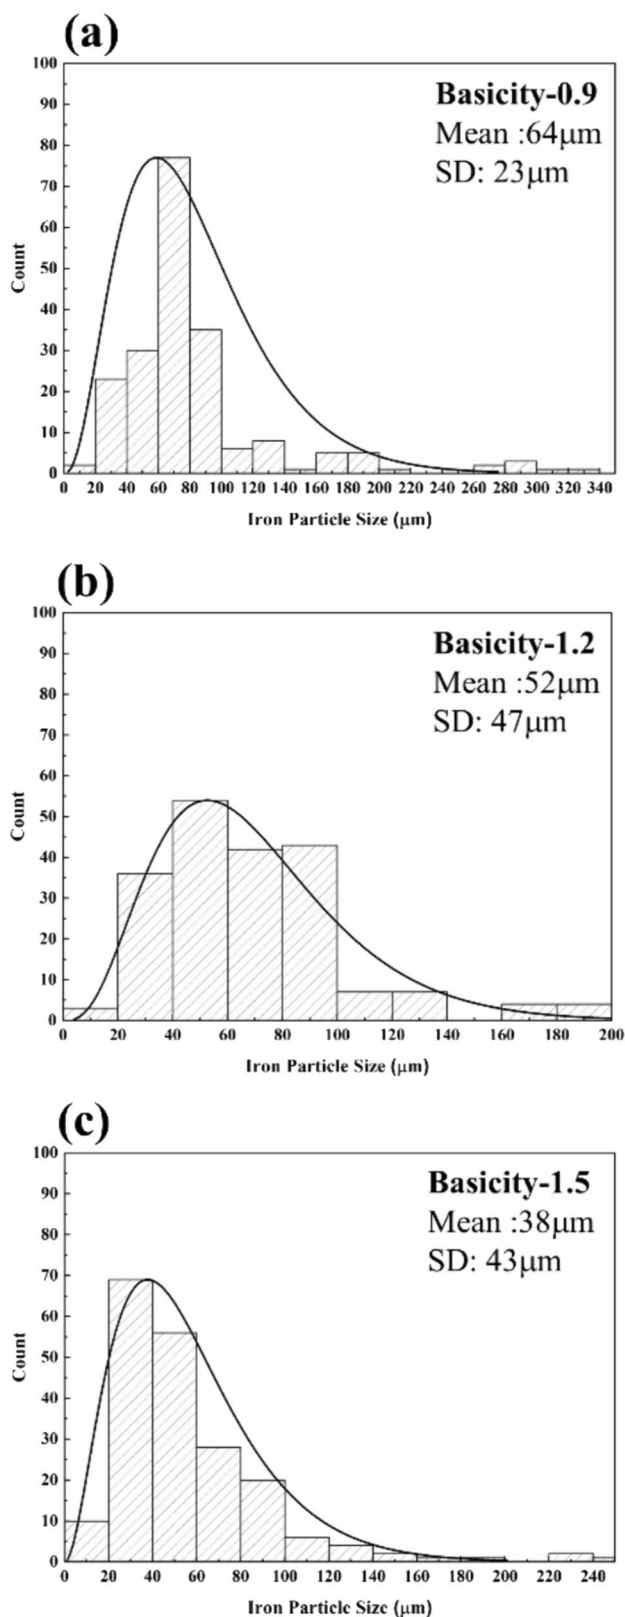 (a)
100
90
80
70
60
50
40
30
20
10
0
Count
Basicity-0.9
Mean :64μm
SD: 23μm
0 20 40 60 80 100 120 140 160 180 200 220 240 260 280 300 320 340
Iron Particle Size (μm)
(b)
100
90
80
70
60
50
40
30
20
10
0
Count
Basicity-1.2
Mean :52μm
SD: 47μm
0 20 40 60 80 100 120 140 160 180 200
Iron Particle Size (μm)
(c)
100
90
80
70
60
50
40
30
20
10
0
Count
Basicity-1.5
Mean :38μm
SD: 43μm
0 20 40 60 80 100 120 140 160 180 200 220 240
Iron Particle Size (μm)